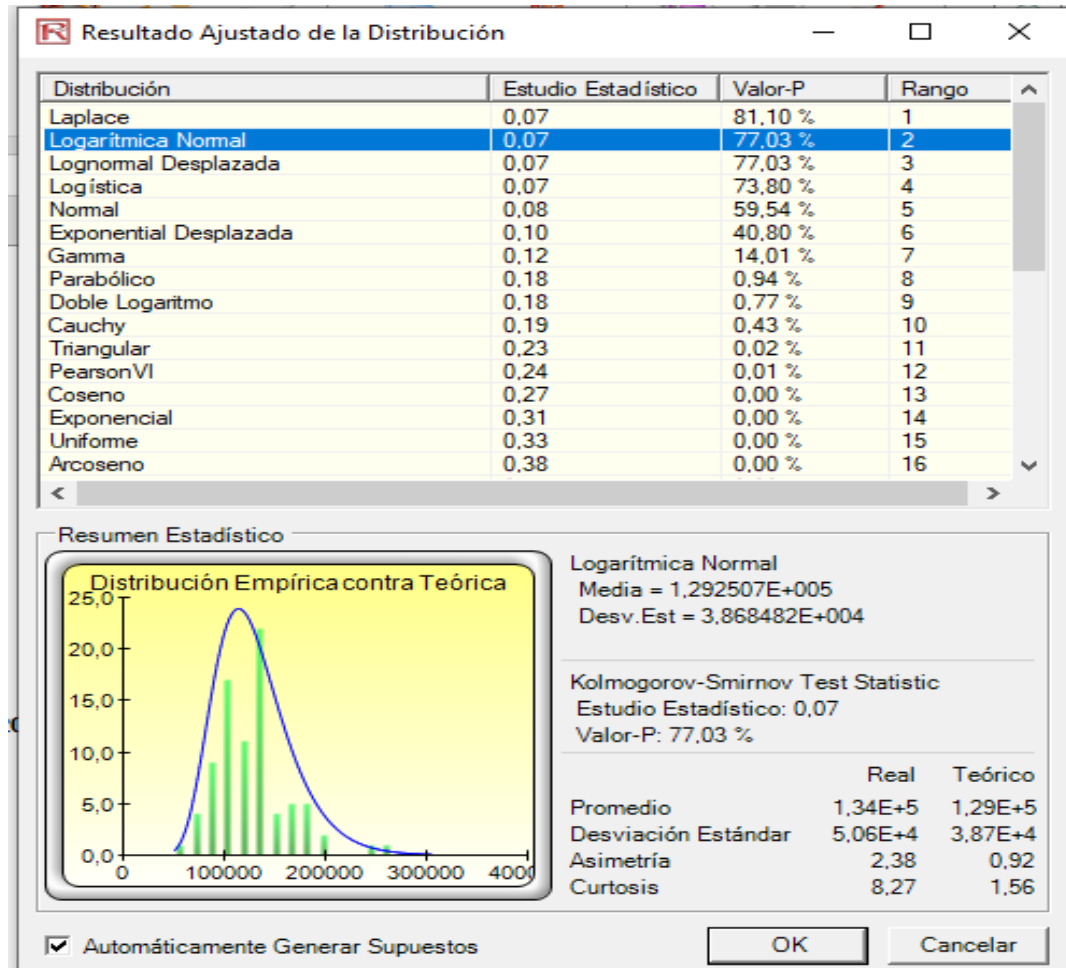 Resultado Ajustado de la Distribución
Distribución Estudio Estadístico Valor-P Rango
Laplace 0,07 81,10 % 1
Logarítmica Normal 0,07 77,03 % 2
Lognormal Desplazada 0,07 77,03 % 3
Logística 0,07 73,80 % 4
Normal 0,08 59,54 % 5
Exponential Desplazada 0,10 40,80 % 6
Gamma 0,12 14,01 % 7
Parabólico 0,18 0,94 % 8
Doble Logaritmo 0,18 0,77 % 9
Cauchy 0,19 0,43 % 10
Triangular 0,23 0,02 % 11
PearsonVI 0,24 0,01 % 12
Coseno 0,27 0,00 % 13
Exponencial 0,31 0,00 % 14
Uniforme 0,33 0,00 % 15
Arcoseno 0,38 0,00 % 16
Resumen Estadístico
Distribución Empírica contra Teórica
25,0
20,0
15,0
10,0
5,0
0,0
0 100000 200000 300000 4000
Logarítmica Normal
Media = 1,292507E+005
Desv.Est = 3,868482E+004
Kolmogorov-Smirnov Test Statistic
Estudio Estadístico: 0,07
Valor-P: 77,03 %
Real Teórico
Promedio 1,34E+5 1,29E+5
Desviación Estándar 5,06E+4 3,87E+4
Asimetría 2,38 0,92
Curtosis 8,27 1,56
Automáticamente Generar Supuestos
OK Cancelar